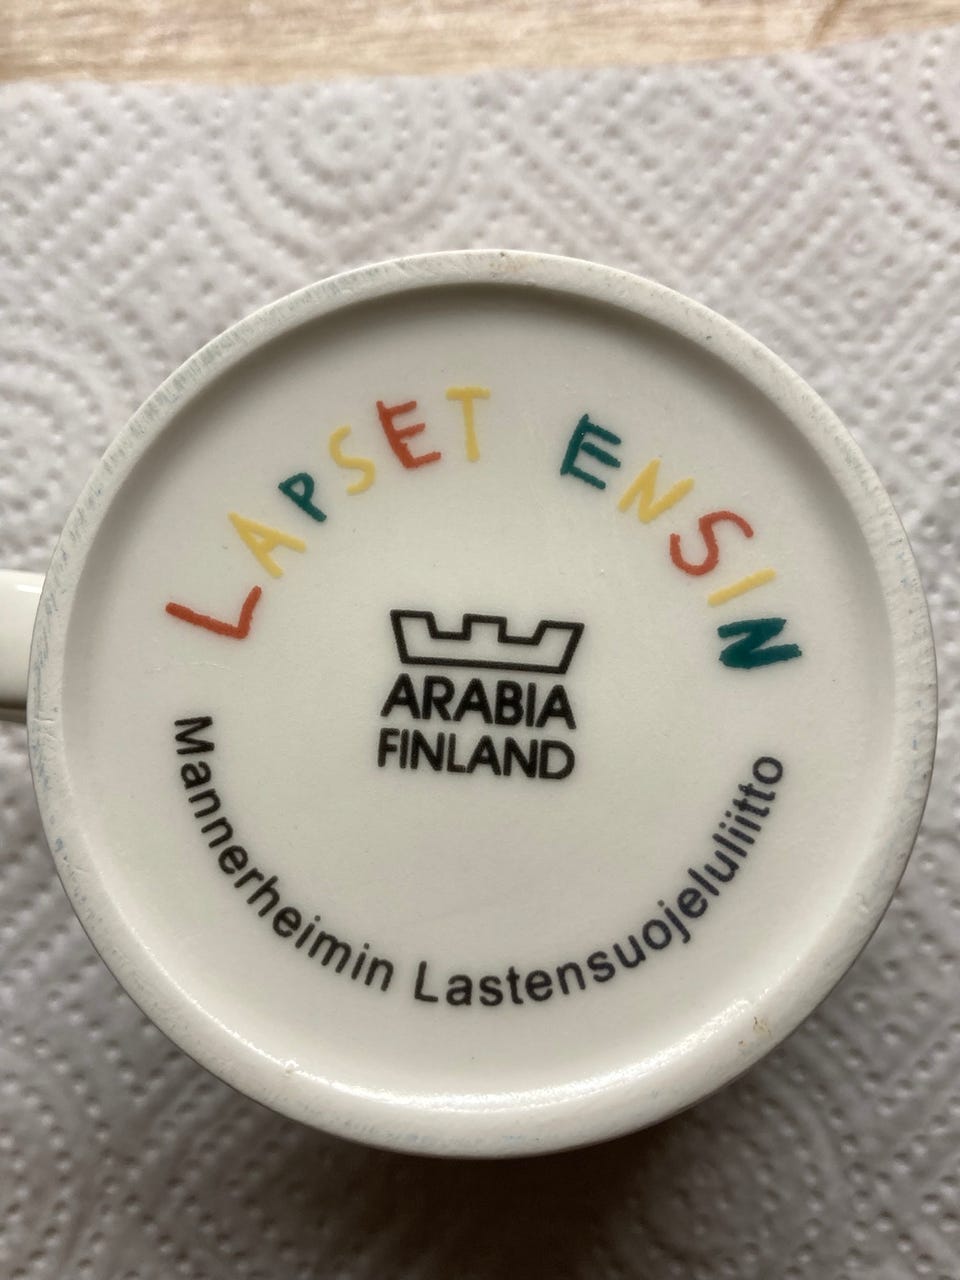 LAPSET ENSIN
ARABIA
FINLAND
Mannerheimin Lastensuojeluliitto